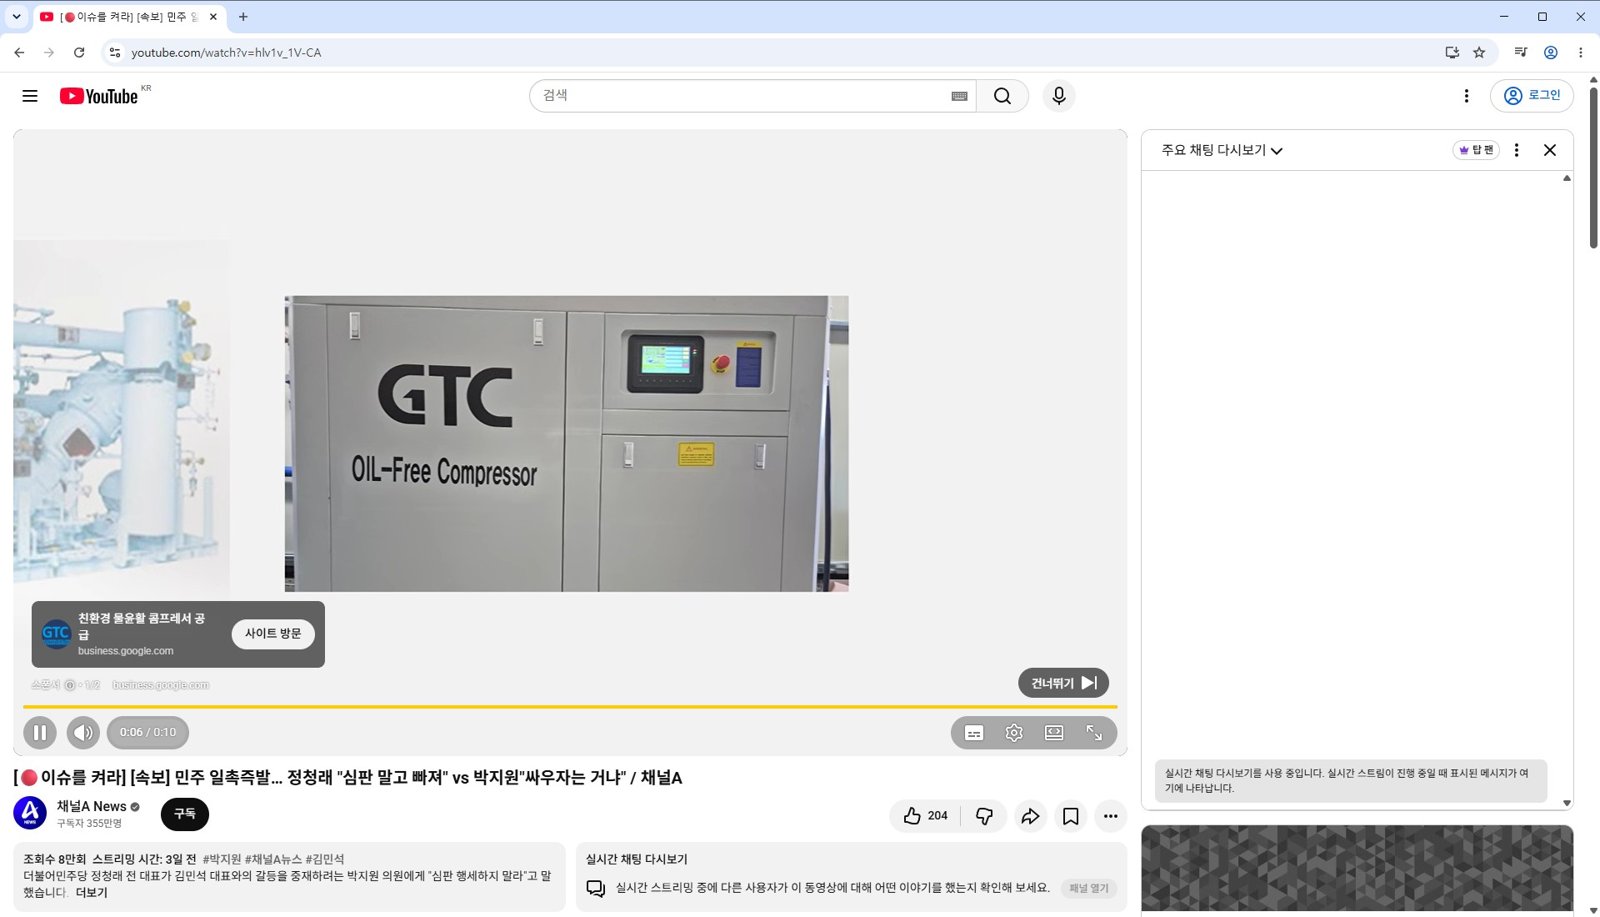 [🔴이슈를 켜라] [속보] 민주 일
youtube.com/watch?v=hlv1v_1V-CA
YouTube KR
검색
로그인
주요 채팅 다시보기
탑 팬
GTC
OIL-Free Compressor
GTC
친환경 물윤활 콤프레서 공
급
business.google.com
사이트 방문
스폰서 · 1/2 business.google.com
건너뛰기
0:06 / 0:10
실시간 채팅 다시보기를 사용 중입니다. 실시간 스트림이 진행 중일 때 표시된 메시지가 여
기에 나타납니다.
[🔴이슈를 켜라] [속보] 민주 일촉즉발... 정청래 "심판 말고 빠져" vs 박지원"싸우자는 거냐" / 채널A
채널A News
구독자 355만명
구독
204
조회수 8만회 스트리밍 시간: 3일 전 #박지원 #채널A뉴스 #김민석
더불어민주당 정청래 전 대표가 김민석 대표와의 갈등을 중재하려는 박지원 의원에게 "심판 행세하지 말라"고 말
했습니다. 더보기
실시간 채팅 다시보기
실시간 스트리밍 중에 다른 사용자가 이 동영상에 대해 어떤 이야기를 했는지 확인해 보세요.
패널 열기